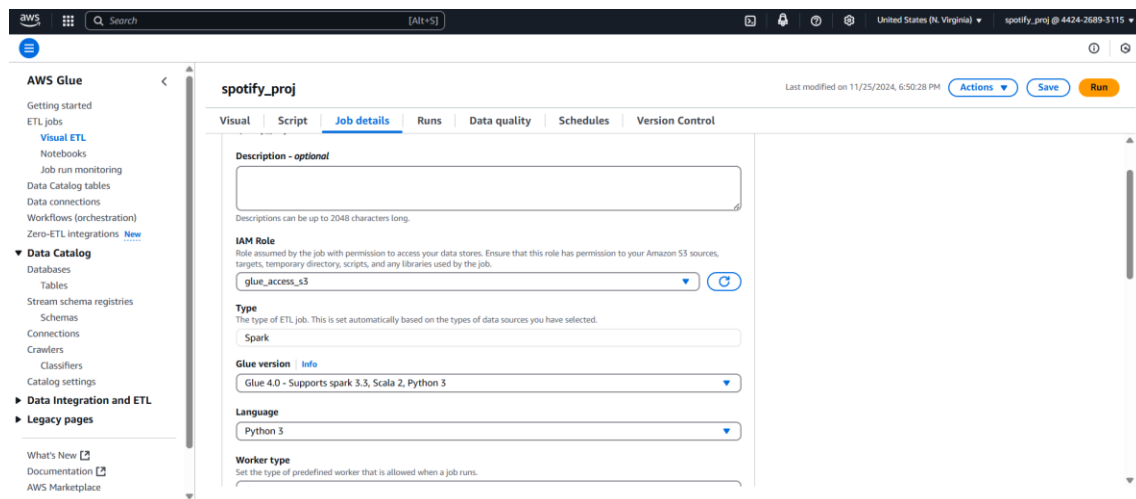 aws
Search
[Alt+S]
United States (N. Virginia)
spotify_proj @ 4424-2689-3115
AWS Glue
Getting started
ETL jobs
Visual ETL
Notebooks
Job run monitoring
Data Catalog tables
Data connections
Workflows (orchestration)
Zero-ETL integrations New
Data Catalog
Databases
Tables
Stream schema registries
Schemas
Connections
Crawlers
Classifiers
Catalog settings
Data Integration and ETL
Legacy pages
What's New
Documentation
AWS Marketplace
spotify_proj
Last modified on 11/25/2024, 6:50:28 PM
Actions
Save
Run
Visual
Script
Job details
Runs
Data quality
Schedules
Version Control
Description - optional
Descriptions can be up to 2048 characters long.
IAM Role
Role assumed by the job with permission to access your data stores. Ensure that this role has permission to your Amazon S3 sources,
targets, temporary directory, scripts, and any libraries used by the job.
glue_access_s3
Type
The type of ETL job. This is set automatically based on the types of data sources you have selected.
Spark
Glue version Info
Glue 4.0 - Supports spark 3.3, Scala 2, Python 3
Language
Python 3
Worker type
Set the type of predefined worker that is allowed when a job runs.